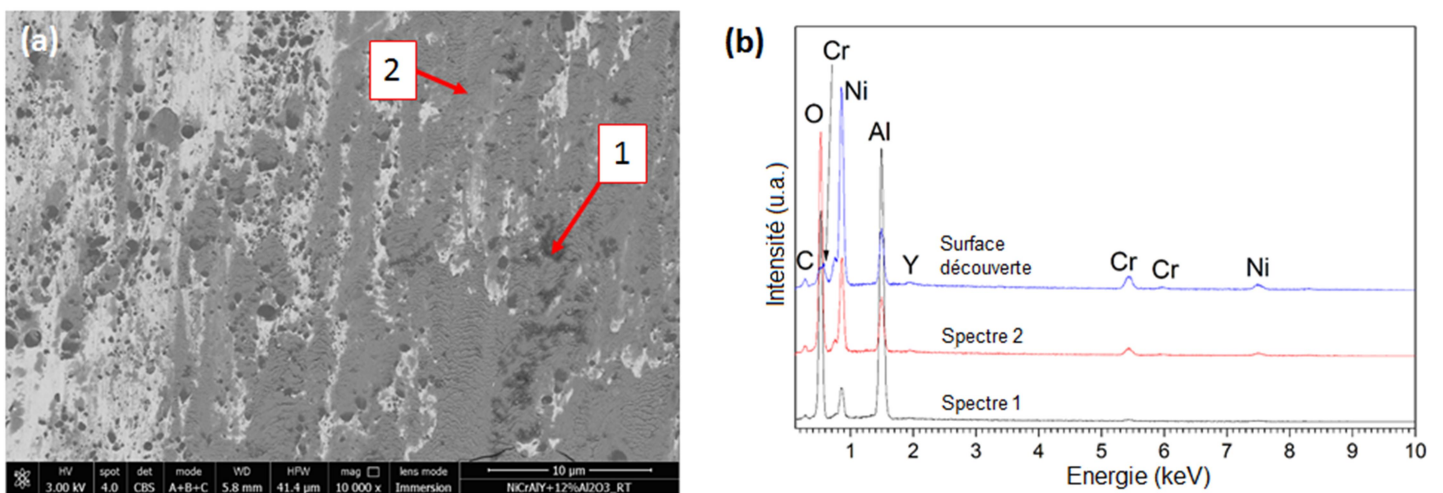 (a)
2
1
HV spot det mode WD HFW mag lens mode 10 µm
3.00 kV 4.0 CBS A+B+C 5.8 mm 41.4 µm 10 000 x Immersion NiCrAlY+12%Al2O3_RT
(b)
Cr
O
Ni
Al
C
Y
Surface
découverte
Cr
Cr
Ni
Spectre 2
Spectre 1
Intensité (u.a.)
1 2 3 4 5 6 7 8 9 10
Energie (keV)